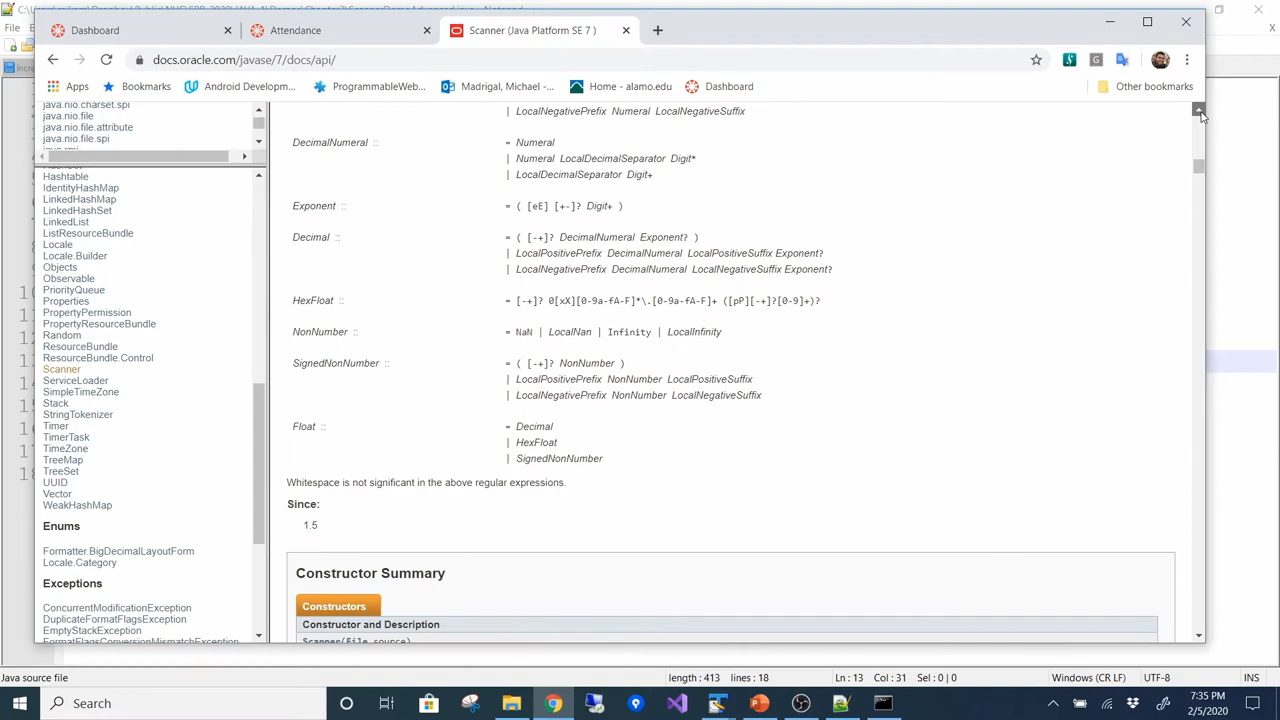 File
Dashboard
Attendance
Scanner (Java Platform SE 7 )
docs.oracle.com/javase/7/docs/api/
Apps
Bookmarks
Android Developm...
ProgrammableWeb...
Madrigal, Michael -...
Home - alamo.edu
Dashboard
Other bookmarks
java.nio.charset.spi
java.nio.file
java.nio.file.attribute
java.nio.file.spi
Hashtable
IdentityHashMap
LinkedHashMap
LinkedHashSet
LinkedList
ListResourceBundle
Locale
Locale.Builder
Objects
Observable
PriorityQueue
Properties
PropertyPermission
PropertyResourceBundle
Random
ResourceBundle
ResourceBundle.Control
Scanner
ServiceLoader
SimpleTimeZone
Stack
StringTokenizer
Timer
TimerTask
TimeZone
TreeMap
TreeSet
UUID
Vector
WeakHashMap
Enums
Formatter.BigDecimalLayoutForm
Locale.Category
Exceptions
ConcurrentModificationException
DuplicateFormatFlagsException
EmptyStackException
FormatFlagsConversionMismatchException
| LocalNegativePrefix Numeral LocalNegativeSuffix
DecimalNumeral :: = Numeral
| Numeral LocalDecimalSeparator Digit*
| LocalDecimalSeparator Digit+
Exponent :: = ( [eE] [+-]? Digit+ )
Decimal :: = ( [-+]? DecimalNumeral Exponent? )
| LocalPositivePrefix DecimalNumeral LocalPositiveSuffix Exponent?
| LocalNegativePrefix DecimalNumeral LocalNegativeSuffix Exponent?
HexFloat :: = [-+]? 0[xX][0-9a-fA-F]*\.[0-9a-fA-F]+ ([pP][-+]?[0-9]+)?
NonNumber :: = NaN | LocalNan | Infinity | LocalInfinity
SignedNonNumber :: = ( [-+]? NonNumber )
| LocalPositivePrefix NonNumber LocalPositiveSuffix
| LocalNegativePrefix NonNumber LocalNegativeSuffix
Float :: = Decimal
| HexFloat
| SignedNonNumber
Whitespace is not significant in the above regular expressions.
Since:
1.5
Constructor Summary
Constructors
Constructor and Description
Scanner(File source)
Java source file
length : 413 lines : 18
Ln : 13 Col : 31 Sel : 0 | 0
Windows (CR LF)
UTF-8
INS
Search
7:35 PM
2/5/2020